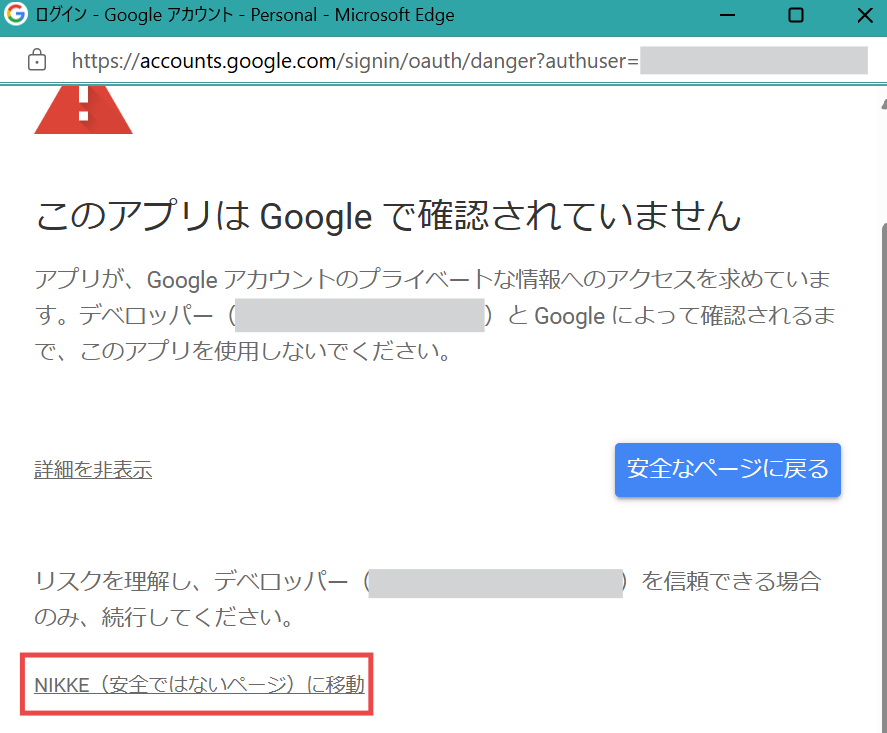 ログイン - Google アカウント - Personal - Microsoft Edge
https://accounts.google.com/signin/oauth/danger?authuser=
このアプリは Google で確認されていません
アプリが、Google アカウントのプライベートな情報へのアクセスを求めていま
す。デベロッパー（ ）と Google によって確認されるま
で、このアプリを使用しないでください。
詳細を非表示
安全なページに戻る
リスクを理解し、デベロッパー（ ）を信頼できる場合
のみ、続行してください。
NIKKE（安全ではないページ）に移動